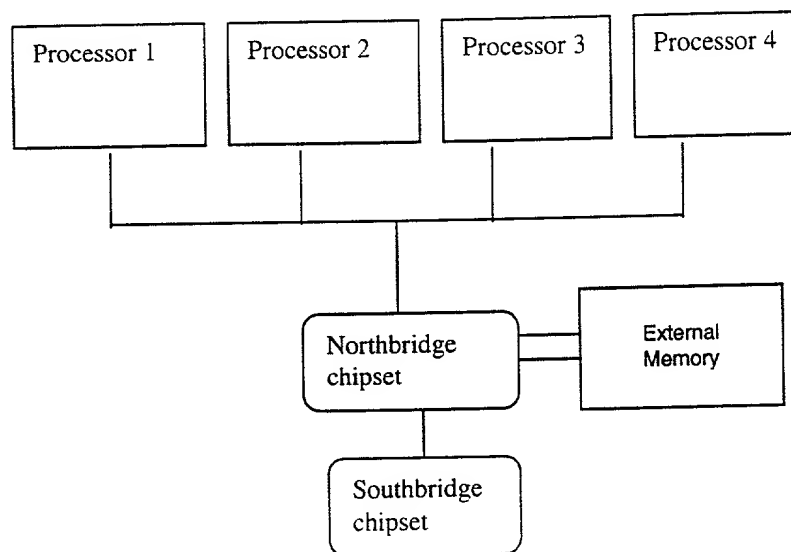 Processor 1
Processor 2
Processor 3
Processor 4
Northbridge
chipset
External
Memory
Southbridge
chipset